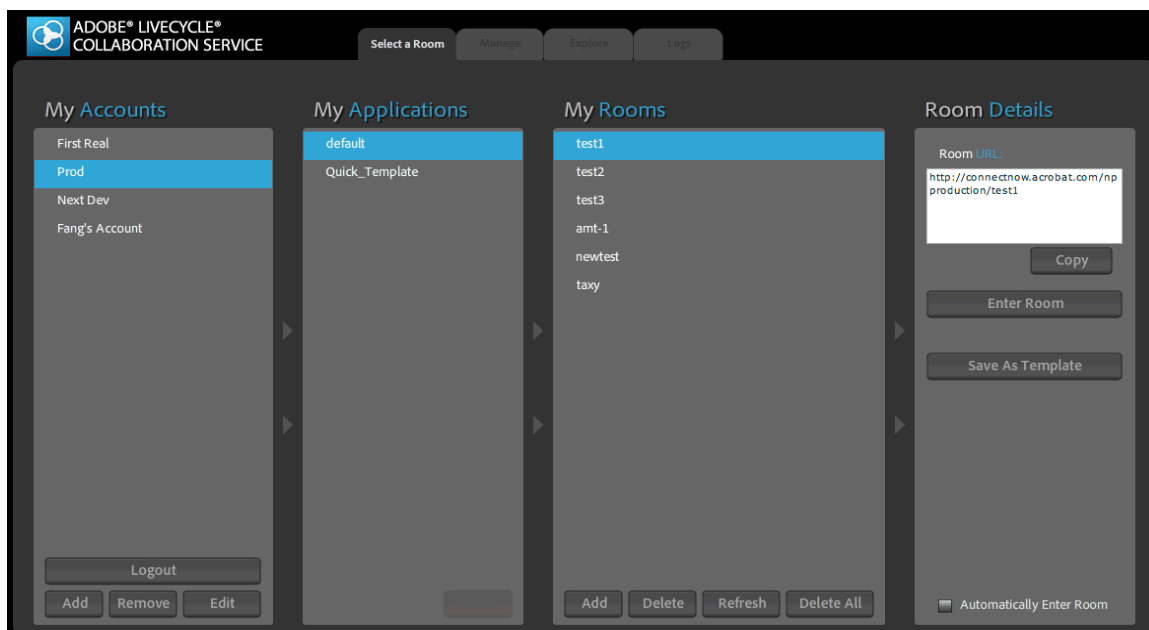 ADOBE® LIVECYCLE®
COLLABORATION SERVICE
Select a Room
Manage
Explore
Logs
My Accounts
First Real
Prod
Next Dev
Fang's Account
Logout
Add
Remove
Edit
My Applications
default
Quick_Template
My Rooms
test1
test2
test3
amt-1
newtest
taxy
Add
Delete
Refresh
Delete All
Room Details
Room URL:
http://connectnow.acrobat.com/np
production/test1
Copy
Enter Room
Save As Template
Automatically Enter Room